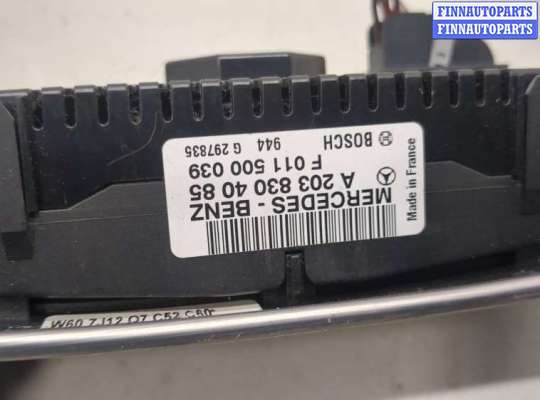 FINNAUTOPARTS
FINNAUTOPARTS
MERCEDES - BENZ
A 203 830 40 85
F 011 500 039
944 G 297835
BOSCH
Made in France